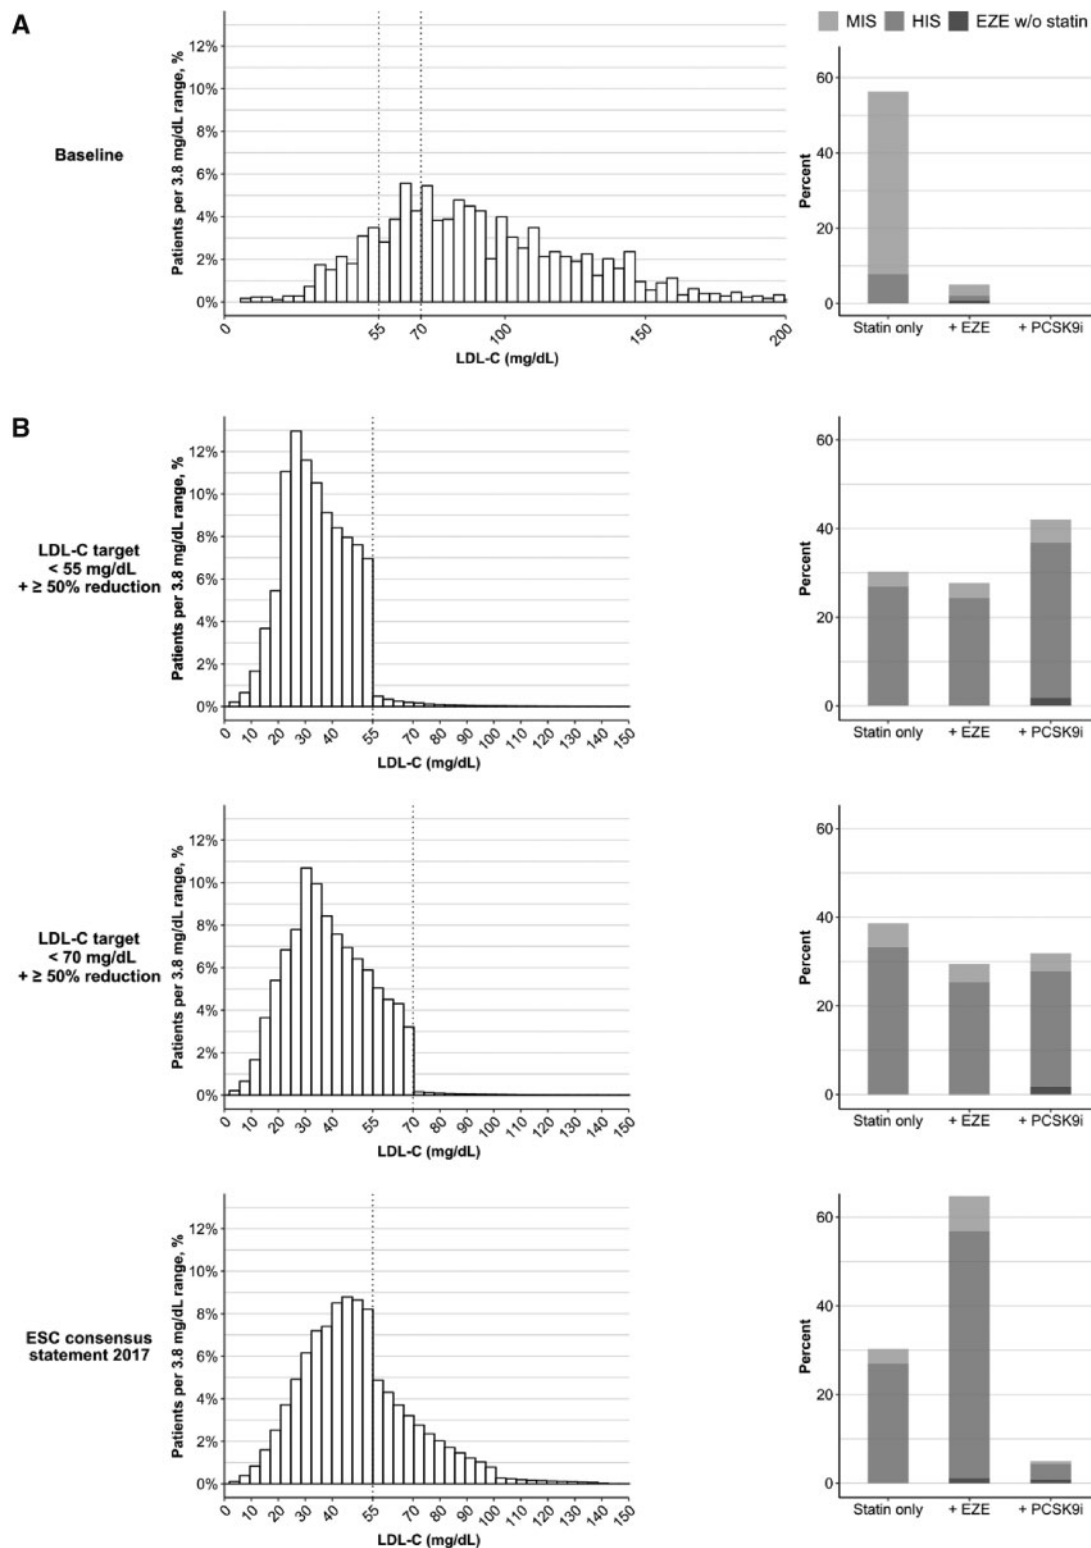 A
MIS HIS EZE w/o statin
Baseline
Patients per 3.8 mg/dL range, %
12%
10%
8%
6%
4%
2%
0%
0 55 70 100 150 200
LDL-C (mg/dL)
Percent
60
40
20
0
Statin only + EZE + PCSK9i
B
LDL-C target
< 55 mg/dL
+ ≥ 50% reduction
Patients per 3.8 mg/dL range, %
12%
10%
8%
6%
4%
2%
0%
0 10 20 30 40 55 70 80 90 100 110 120 130 140 150
LDL-C (mg/dL)
Percent
60
40
20
0
Statin only + EZE + PCSK9i
LDL-C target
< 70 mg/dL
+ ≥ 50% reduction
Patients per 3.8 mg/dL range, %
12%
10%
8%
6%
4%
2%
0%
0 10 20 30 40 55 70 80 90 100 110 120 130 140 150
LDL-C (mg/dL)
Percent
60
40
20
0
Statin only + EZE + PCSK9i
ESC consensus
statement 2017
Patients per 3.8 mg/dL range, %
12%
10%
8%
6%
4%
2%
0%
0 10 20 30 40 55 70 80 90 100 110 120 130 140 150
LDL-C (mg/dL)
Percent
60
40
20
0
Statin only + EZE + PCSK9i